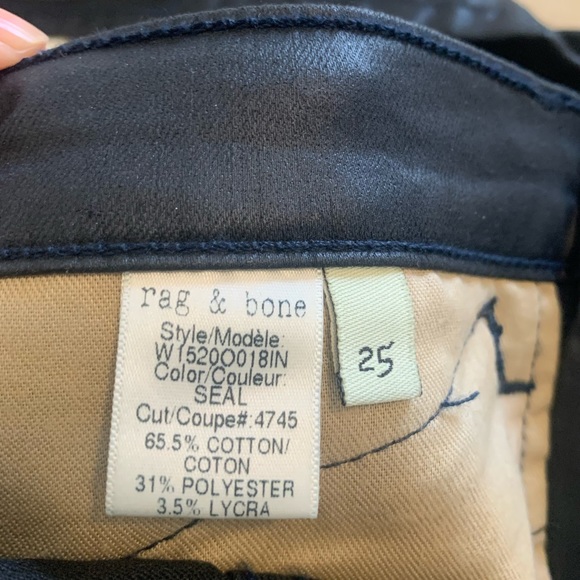 rag & bone
Style/Modèle:
W1520O018IN
Color/Couleur:
SEAL
Cut/Coupe#:4745
65.5% COTTON/
COTON
31% POLYESTER
3.5% LYCRA
25